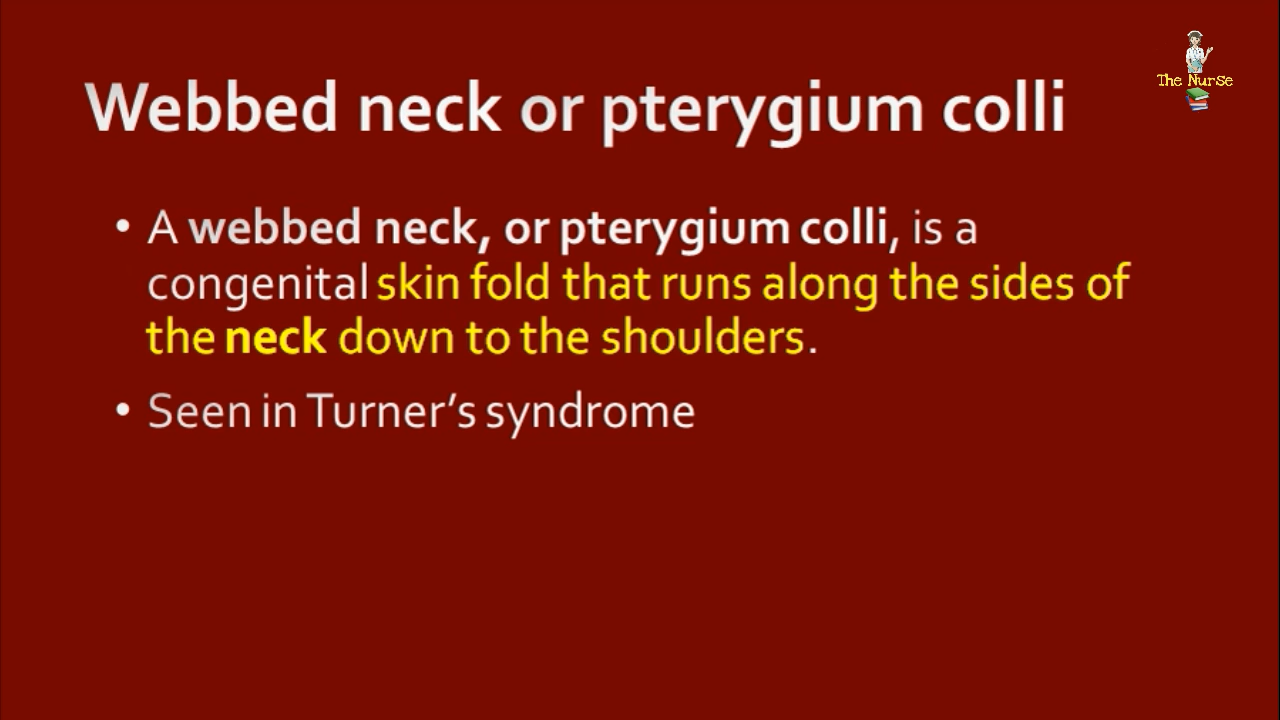 The Nurse
Webbed neck or pterygium colli
• A webbed neck, or pterygium colli, is a
congenital skin fold that runs along the sides of
the neck down to the shoulders.
• Seen in Turner’s syndrome